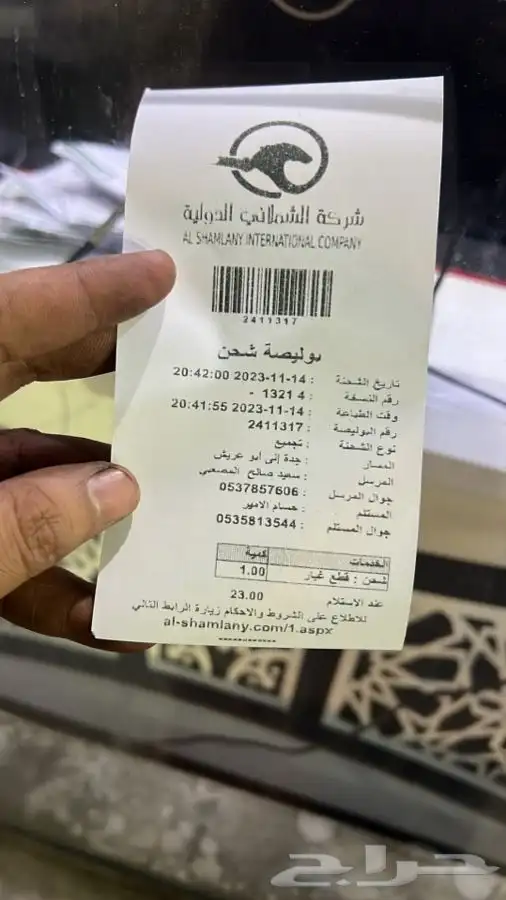 شركة الشملاني الدولية
AL SHAMLANY INTERNATIONAL COMPANY
2411317
بوليصة شحن
تاريخ الشحنة : 14-11-2023 20:42:00
رقم النسخة : 4 1321 -
وقت الطباعة : 14-11-2023 20:41:55
رقم البوليصة : 2411317
نوع الشحنة : تجميع
المسار : جدة إلى أبو عريش
المرسل : سعيد صالح المصعبي
جوال المرسل : 0537857606
المستلم : حسام الامير
جوال المستلم : 0535813544
الخدمات كمية
شحن : قطع غيار 1.00
عند الاستلام 23.00
للاطلاع على الشروط والاحكام زيارة الرابط التالي
al-shamlany.com/1.aspx
حراج